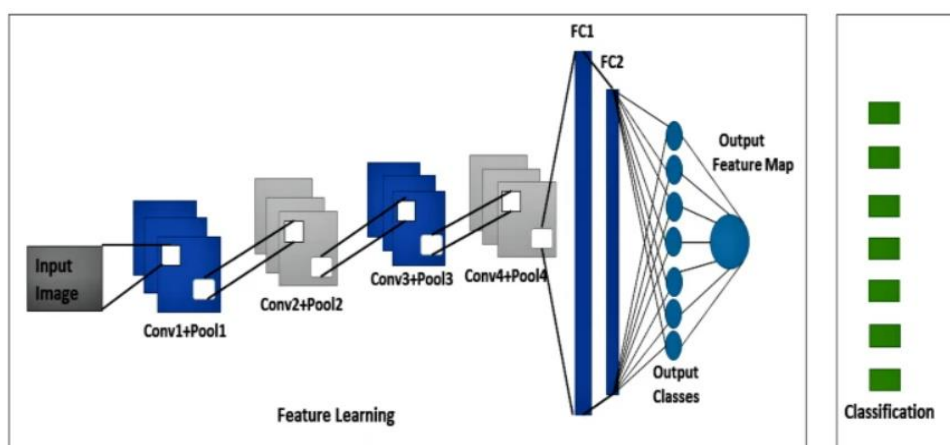 FC1
FC2
Output
Feature Map
Input
Image
Conv1+Pool1
Conv2+Pool2
Conv3+Pool3
Conv4+Pool4
Output
Classes
Feature Learning
Classification